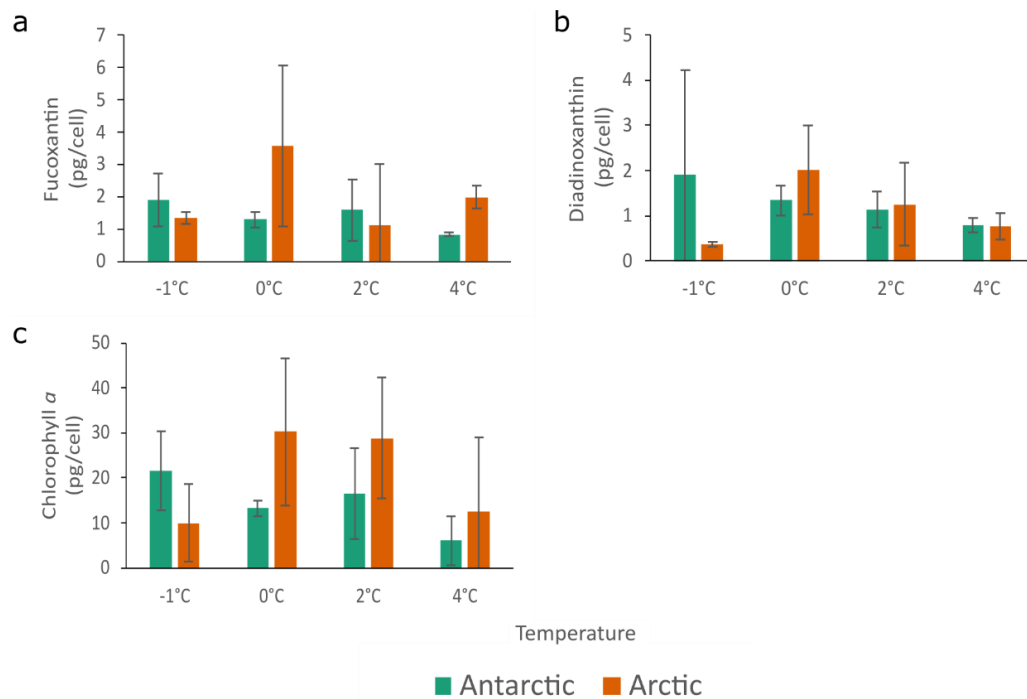 a
7
6
5
4
3
2
1
0
Fucoxantin
(pg/cell)
-1°C 0°C 2°C 4°C
b
5
4
3
2
1
0
Diadinoxanthin
(pg/cell)
-1°C 0°C 2°C 4°C
c
50
40
30
20
10
0
Chlorophyll a
(pg/cell)
-1°C 0°C 2°C 4°C
Temperature
Antarctic Arctic